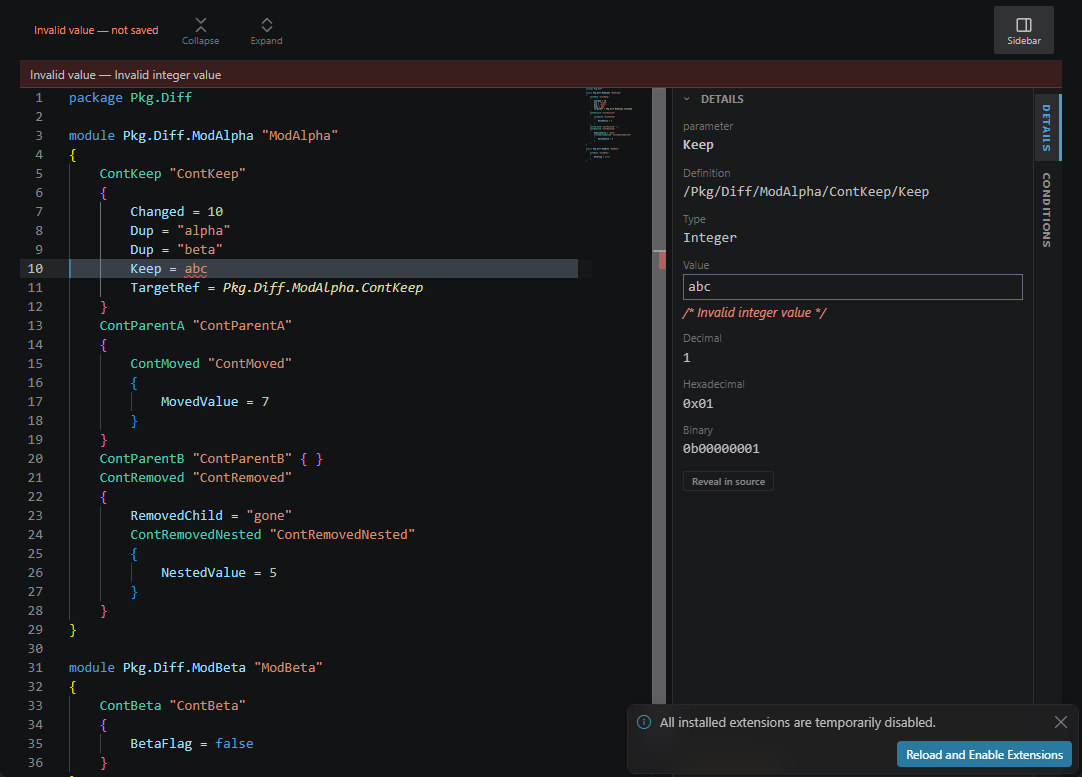 Invalid value — not saved
Collapse
Expand
Sidebar
Invalid value — Invalid integer value
1 package Pkg.Diff
2
3 module Pkg.Diff.ModAlpha "ModAlpha"
4 {
5 ContKeep "ContKeep"
6 {
7 Changed = 10
8 Dup = "alpha"
9 Dup = "beta"
10 Keep = abc
11 TargetRef = Pkg.Diff.ModAlpha.ContKeep
12 }
13 ContParentA "ContParentA"
14 {
15 ContMoved "ContMoved"
16 {
17 MovedValue = 7
18 }
19 }
20 ContParentB "ContParentB" { }
21 ContRemoved "ContRemoved"
22 {
23 RemovedChild = "gone"
24 ContRemovedNested "ContRemovedNested"
25 {
26 NestedValue = 5
27 }
28 }
29 }
30
31 module Pkg.Diff.ModBeta "ModBeta"
32 {
33 ContBeta "ContBeta"
34 {
35 BetaFlag = false
36 }
DETAILS
parameter
Keep
Definition
/Pkg/Diff/ModAlpha/ContKeep/Keep
Type
Integer
Value
abc
/* Invalid integer value */
Decimal
1
Hexadecimal
0x01
Binary
0b00000001
Reveal in source
DETAILS
CONDITIONS
All installed extensions are temporarily disabled.
Reload and Enable Extensions